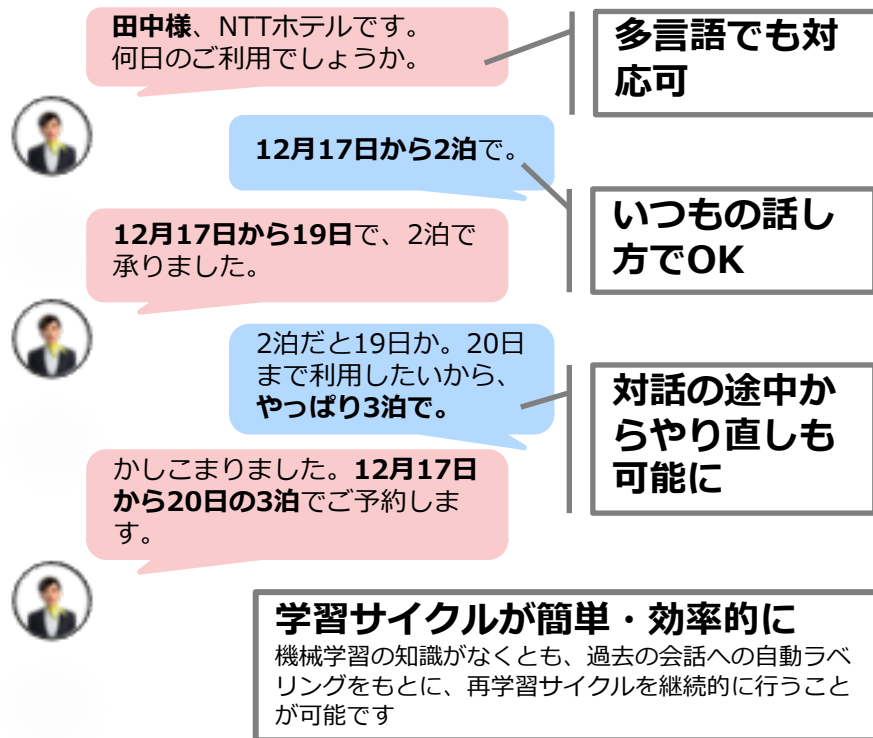 田中様、NTTホテルです。
何日のご利用でしょうか。
多言語でも対
応可
12月17日から2泊で。
いつもの話し
方でOK
12月17日から19日で、2泊で
承りました。
2泊だと19日か。20日
まで利用したいから、
やっぱり3泊で。
対話の途中か
らやり直しも
可能に
かしこまりました。12月17日
から20日の3泊でご予約しま
す。
学習サイクルが簡単・効率的に
機械学習の知識がなくとも、過去の会話への自動ラベ
リングをもとに、再学習サイクルを継続的に行うこと
が可能です